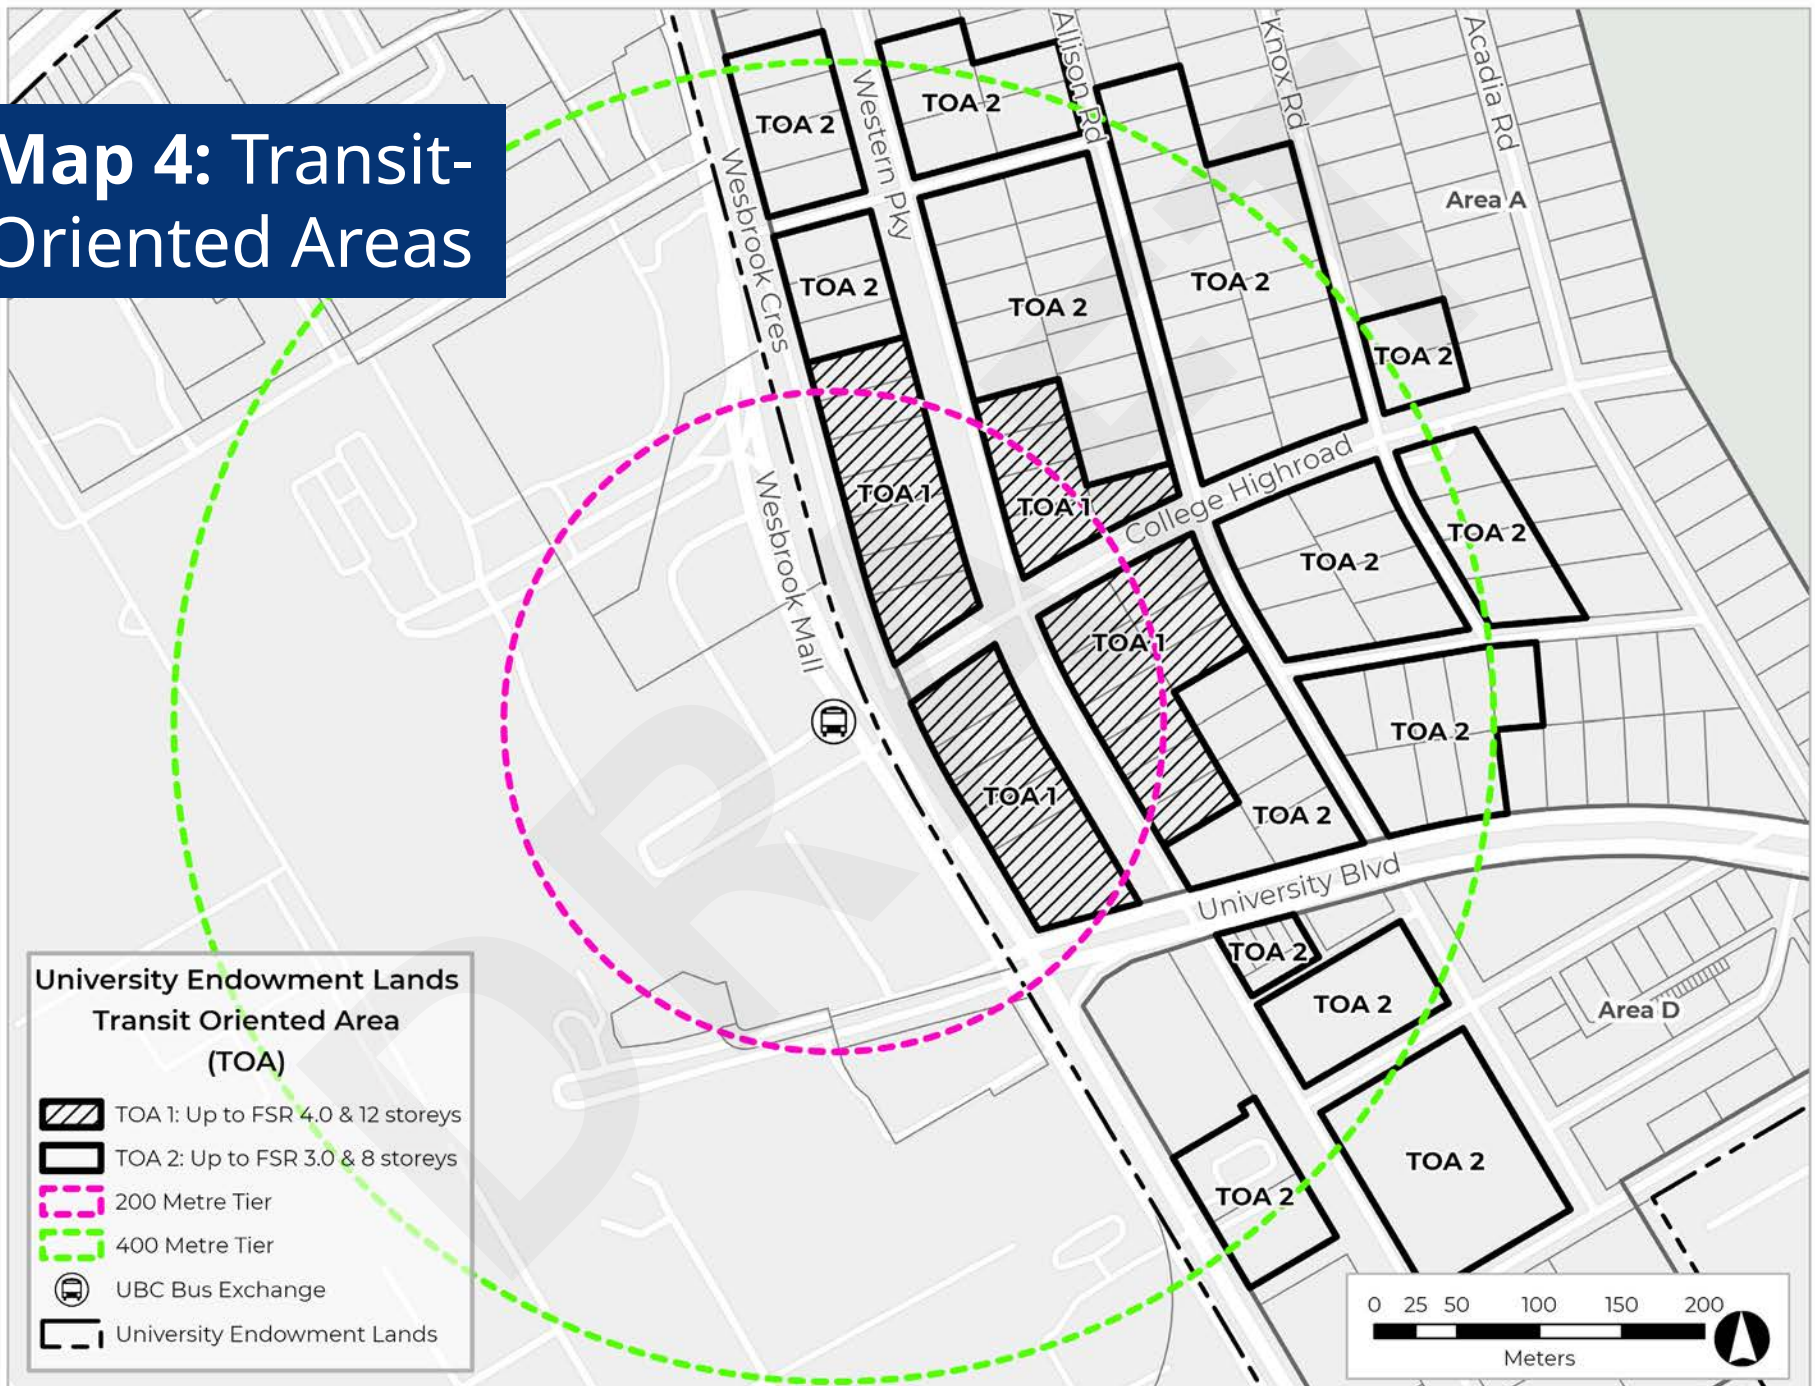 Map 4: Transit-
Oriented Areas
Wesbrook Cres
Western Pky
Allison Rd
Knox Rd
Acadia Rd
Area A
TOA 2
TOA 2
TOA 2
TOA 2
TOA 2
TOA 2
TOA 1
TOA 1
College Highroad
TOA 2
TOA 2
Wesbrook Mall
TOA 1
TOA 2
TOA 1
TOA 2
University Blvd
TOA 2
TOA 2
Area D
TOA 2
TOA 2
DRAFT
University Endowment Lands
Transit Oriented Area
(TOA)
TOA 1: Up to FSR 4.0 & 12 storeys
TOA 2: Up to FSR 3.0 & 8 storeys
200 Metre Tier
400 Metre Tier
UBC Bus Exchange
University Endowment Lands
0 25 50 100 150 200
Meters